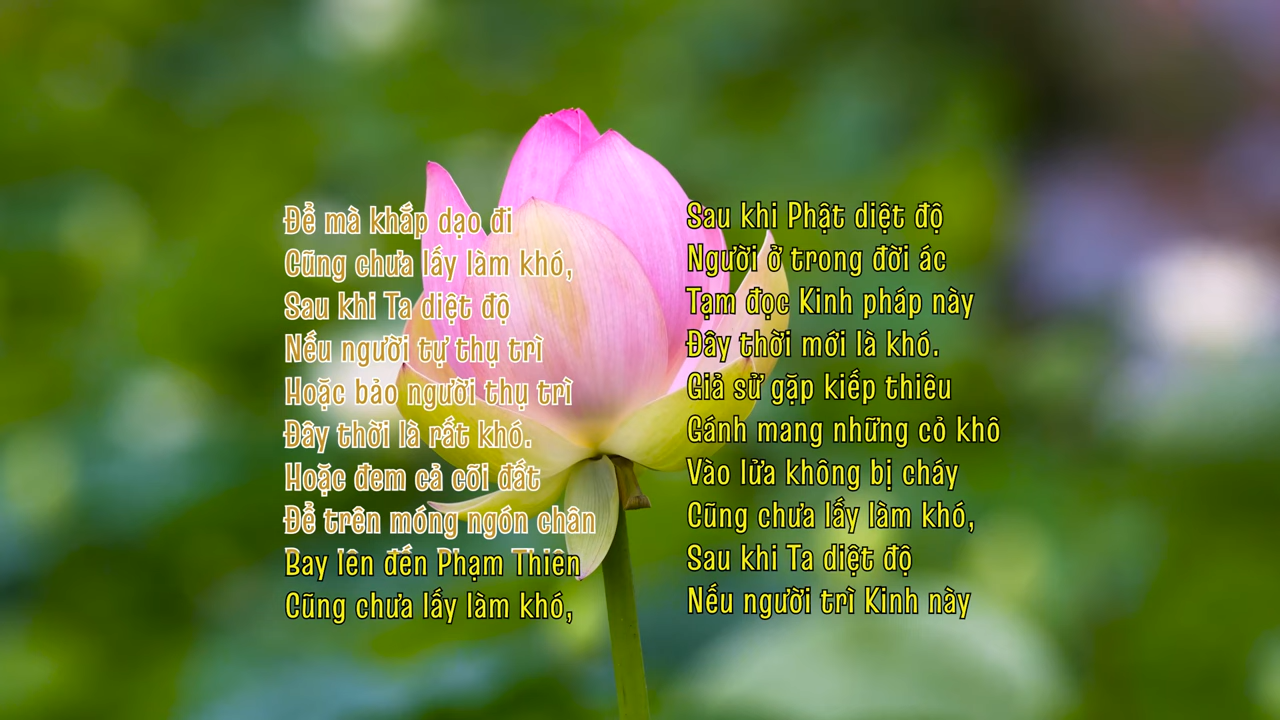 Để mà khắp dạo đi
Cũng chưa lấy làm khó,
Sau khi Ta diệt độ
Nếu người tự thụ trì
Hoặc bảo người thụ trì
Đây thời là rất khó.
Hoặc đem cả cõi đất
Để trên móng ngón chân
Bay lên đến Phạm Thiên
Cũng chưa lấy làm khó,
Sau khi Phật diệt độ
Người ở trong đời ác
Tạm đọc Kinh pháp này
Đây thời mới là khó.
Giả sử gặp kiếp thiêu
Gánh mang những cỏ khô
Vào lửa không bị cháy
Cũng chưa lấy làm khó,
Sau khi Ta diệt độ
Nếu người trì Kinh này